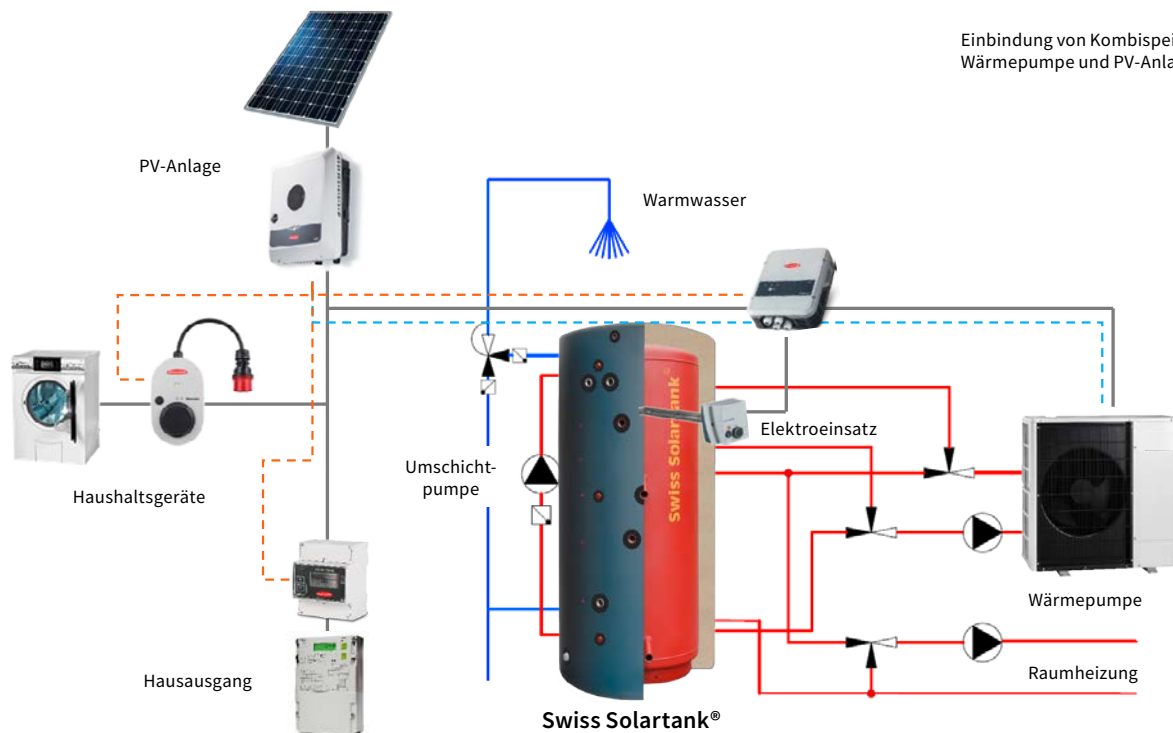 Einbindung von Kombispei
Wärmepumpe und PV-Anla
PV-Anlage
Warmwasser
Elektroeinsatz
Umschicht-
pumpe
Haushaltsgeräte
swiss solartank®
Wärmepumpe
Hausausgang
Raumheizung
Swiss Solartank®